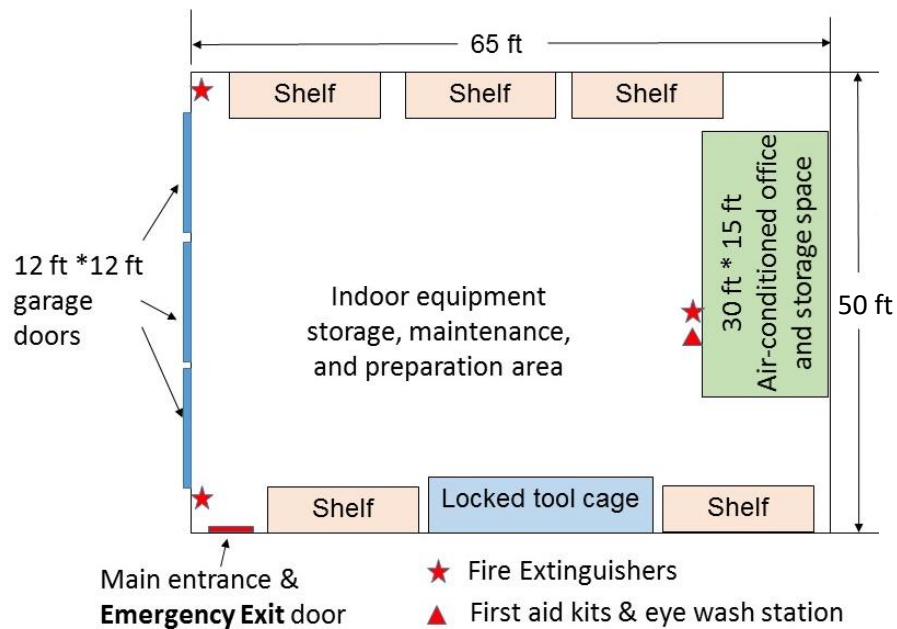 65 ft
Shelf
Shelf
Shelf
30 ft * 15 ft
Air-conditioned office
and storage space
12 ft *12 ft
garage
doors
Indoor equipment
storage, maintenance,
and preparation area
50 ft
Shelf
Locked tool cage
Shelf
Main entrance &
Emergency Exit door
Fire Extinguishers
First aid kits & eye wash station